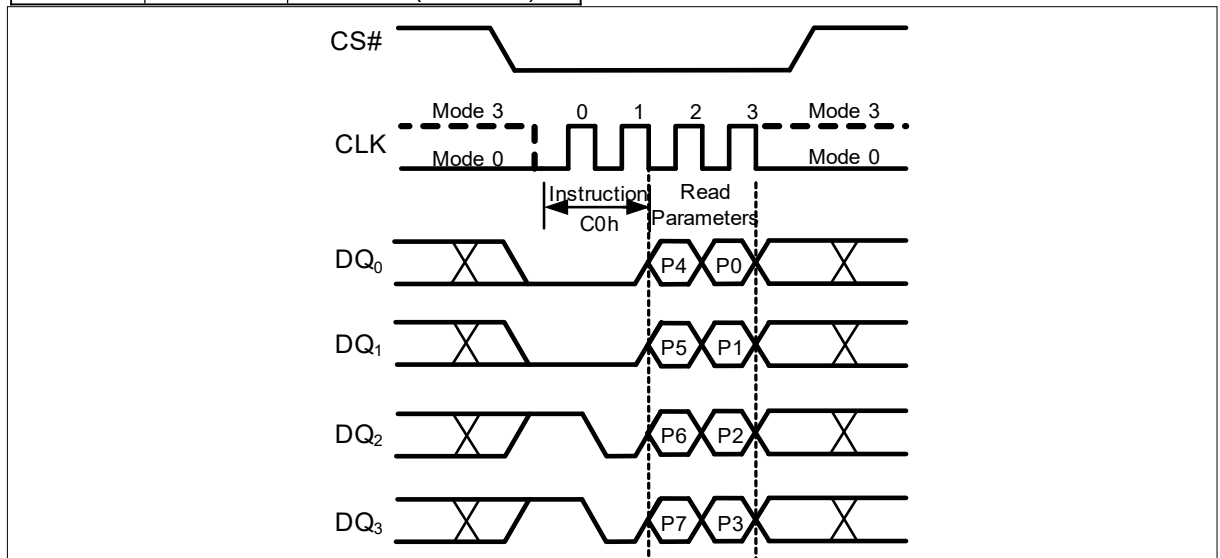 CS#
Mode 3 0 1 2 3 Mode 3
CLK
Mode 0 Mode 0
Instruction Read
C0h Parameters
DQ0 P4 P0
DQ1 P5 P1
DQ2 P6 P2
DQ3 P7 P3